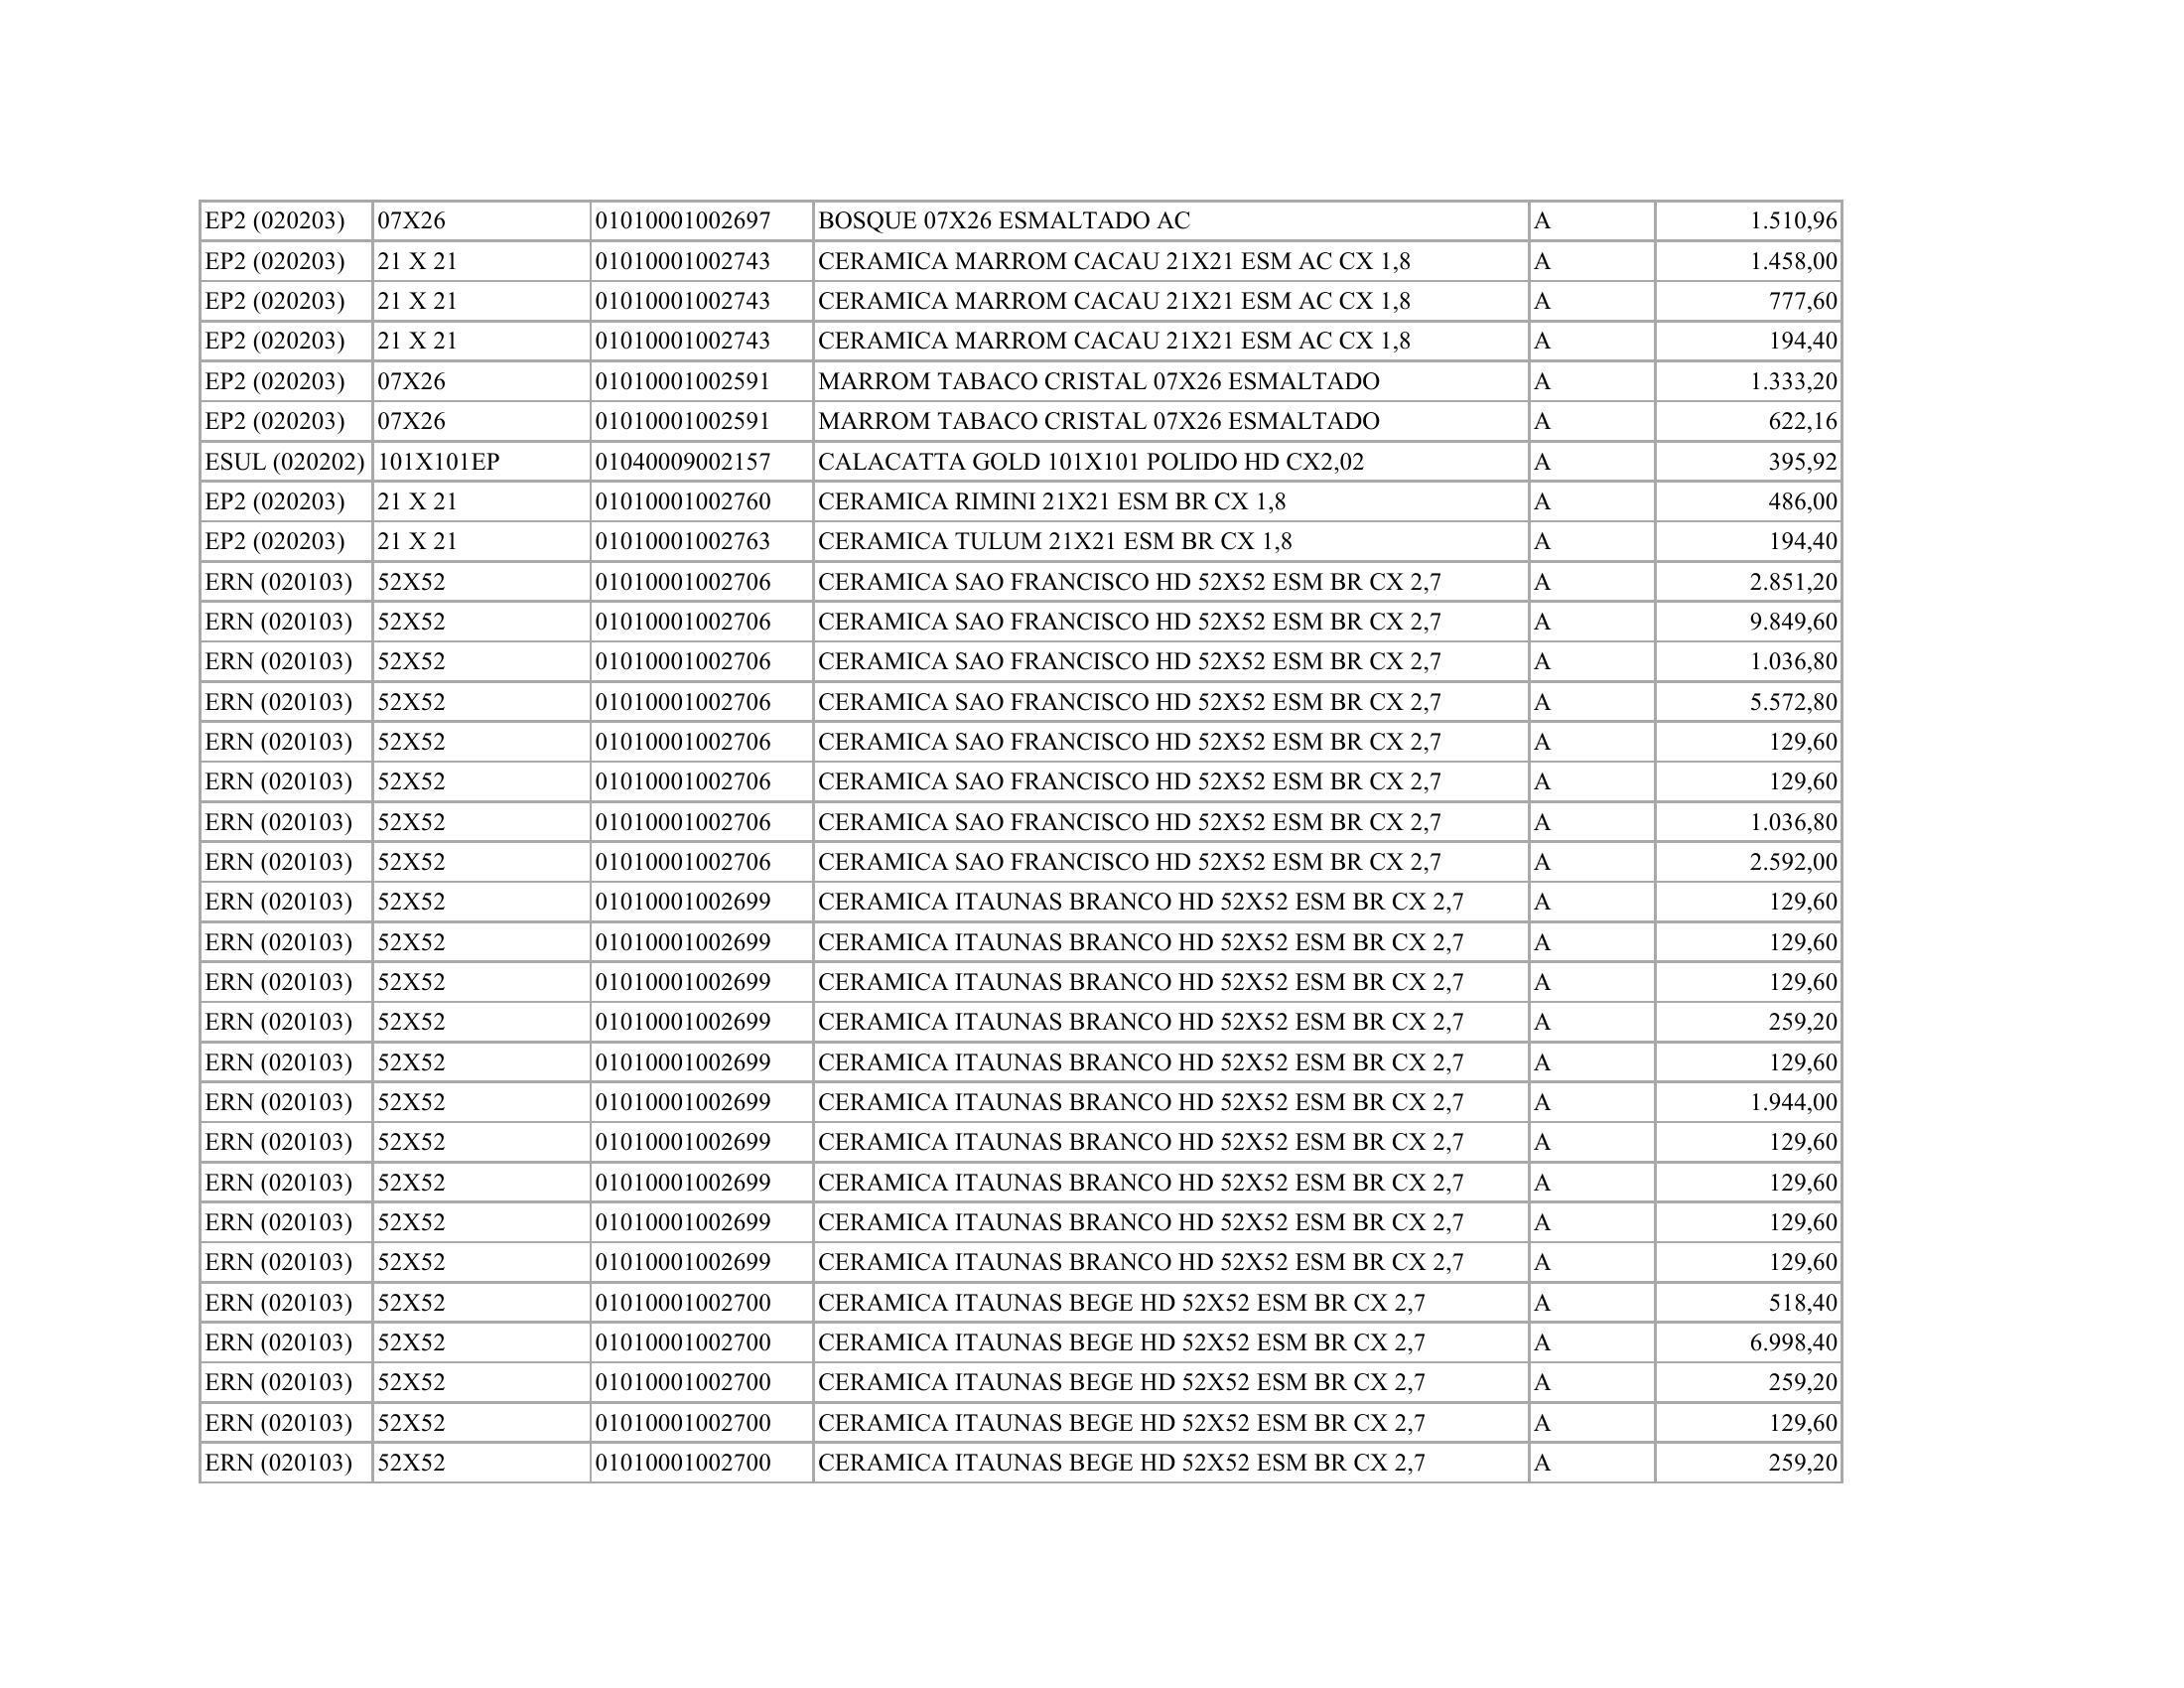 EP2 (020203) 07X26 01010001002697 BOSQUE 07X26 ESMALTADO AC A 1.510,96
EP2 (020203) 21 X 21 01010001002743 CERAMICA MARROM CACAU 21X21 ESM AC CX 1,8 A 1.458,00
EP2 (020203) 21 X 21 01010001002743 CERAMICA MARROM CACAU 21X21 ESM AC CX 1,8 A 777,60
EP2 (020203) 21 X 21 01010001002743 CERAMICA MARROM CACAU 21X21 ESM AC CX 1,8 A 194,40
EP2 (020203) 07X26 01010001002591 MARROM TABACO CRISTAL 07X26 ESMALTADO A 1.333,20
EP2 (020203) 07X26 01010001002591 MARROM TABACO CRISTAL 07X26 ESMALTADO A 622,16
ESUL (020202) 101X101EP 01040009002157 CALACATTA GOLD 101X101 POLIDO HD CX2,02 A 395,92
EP2 (020203) 21 X 21 01010001002760 CERAMICA RIMINI 21X21 ESM BR CX 1,8 A 486,00
EP2 (020203) 21 X 21 01010001002763 CERAMICA TULUM 21X21 ESM BR CX 1,8 A 194,40
ERN (020103) 52X52 01010001002706 CERAMICA SAO FRANCISCO HD 52X52 ESM BR CX 2,7 A 2.851,20
ERN (020103) 52X52 01010001002706 CERAMICA SAO FRANCISCO HD 52X52 ESM BR CX 2,7 A 9.849,60
ERN (020103) 52X52 01010001002706 CERAMICA SAO FRANCISCO HD 52X52 ESM BR CX 2,7 A 1.036,80
ERN (020103) 52X52 01010001002706 CERAMICA SAO FRANCISCO HD 52X52 ESM BR CX 2,7 A 5.572,80
ERN (020103) 52X52 01010001002706 CERAMICA SAO FRANCISCO HD 52X52 ESM BR CX 2,7 A 129,60
ERN (020103) 52X52 01010001002706 CERAMICA SAO FRANCISCO HD 52X52 ESM BR CX 2,7 A 129,60
ERN (020103) 52X52 01010001002706 CERAMICA SAO FRANCISCO HD 52X52 ESM BR CX 2,7 A 1.036,80
ERN (020103) 52X52 01010001002706 CERAMICA SAO FRANCISCO HD 52X52 ESM BR CX 2,7 A 2.592,00
ERN (020103) 52X52 01010001002699 CERAMICA ITAUNAS BRANCO HD 52X52 ESM BR CX 2,7 A 129,60
ERN (020103) 52X52 01010001002699 CERAMICA ITAUNAS BRANCO HD 52X52 ESM BR CX 2,7 A 129,60
ERN (020103) 52X52 01010001002699 CERAMICA ITAUNAS BRANCO HD 52X52 ESM BR CX 2,7 A 129,60
ERN (020103) 52X52 01010001002699 CERAMICA ITAUNAS BRANCO HD 52X52 ESM BR CX 2,7 A 259,20
ERN (020103) 52X52 01010001002699 CERAMICA ITAUNAS BRANCO HD 52X52 ESM BR CX 2,7 A 129,60
ERN (020103) 52X52 01010001002699 CERAMICA ITAUNAS BRANCO HD 52X52 ESM BR CX 2,7 A 1.944,00
ERN (020103) 52X52 01010001002699 CERAMICA ITAUNAS BRANCO HD 52X52 ESM BR CX 2,7 A 129,60
ERN (020103) 52X52 01010001002699 CERAMICA ITAUNAS BRANCO HD 52X52 ESM BR CX 2,7 A 129,60
ERN (020103) 52X52 01010001002699 CERAMICA ITAUNAS BRANCO HD 52X52 ESM BR CX 2,7 A 129,60
ERN (020103) 52X52 01010001002699 CERAMICA ITAUNAS BRANCO HD 52X52 ESM BR CX 2,7 A 129,60
ERN (020103) 52X52 01010001002700 CERAMICA ITAUNAS BEGE HD 52X52 ESM BR CX 2,7 A 518,40
ERN (020103) 52X52 01010001002700 CERAMICA ITAUNAS BEGE HD 52X52 ESM BR CX 2,7 A 6.998,40
ERN (020103) 52X52 01010001002700 CERAMICA ITAUNAS BEGE HD 52X52 ESM BR CX 2,7 A 259,20
ERN (020103) 52X52 01010001002700 CERAMICA ITAUNAS BEGE HD 52X52 ESM BR CX 2,7 A 129,60
ERN (020103) 52X52 01010001002700 CERAMICA ITAUNAS BEGE HD 52X52 ESM BR CX 2,7 A 259,20